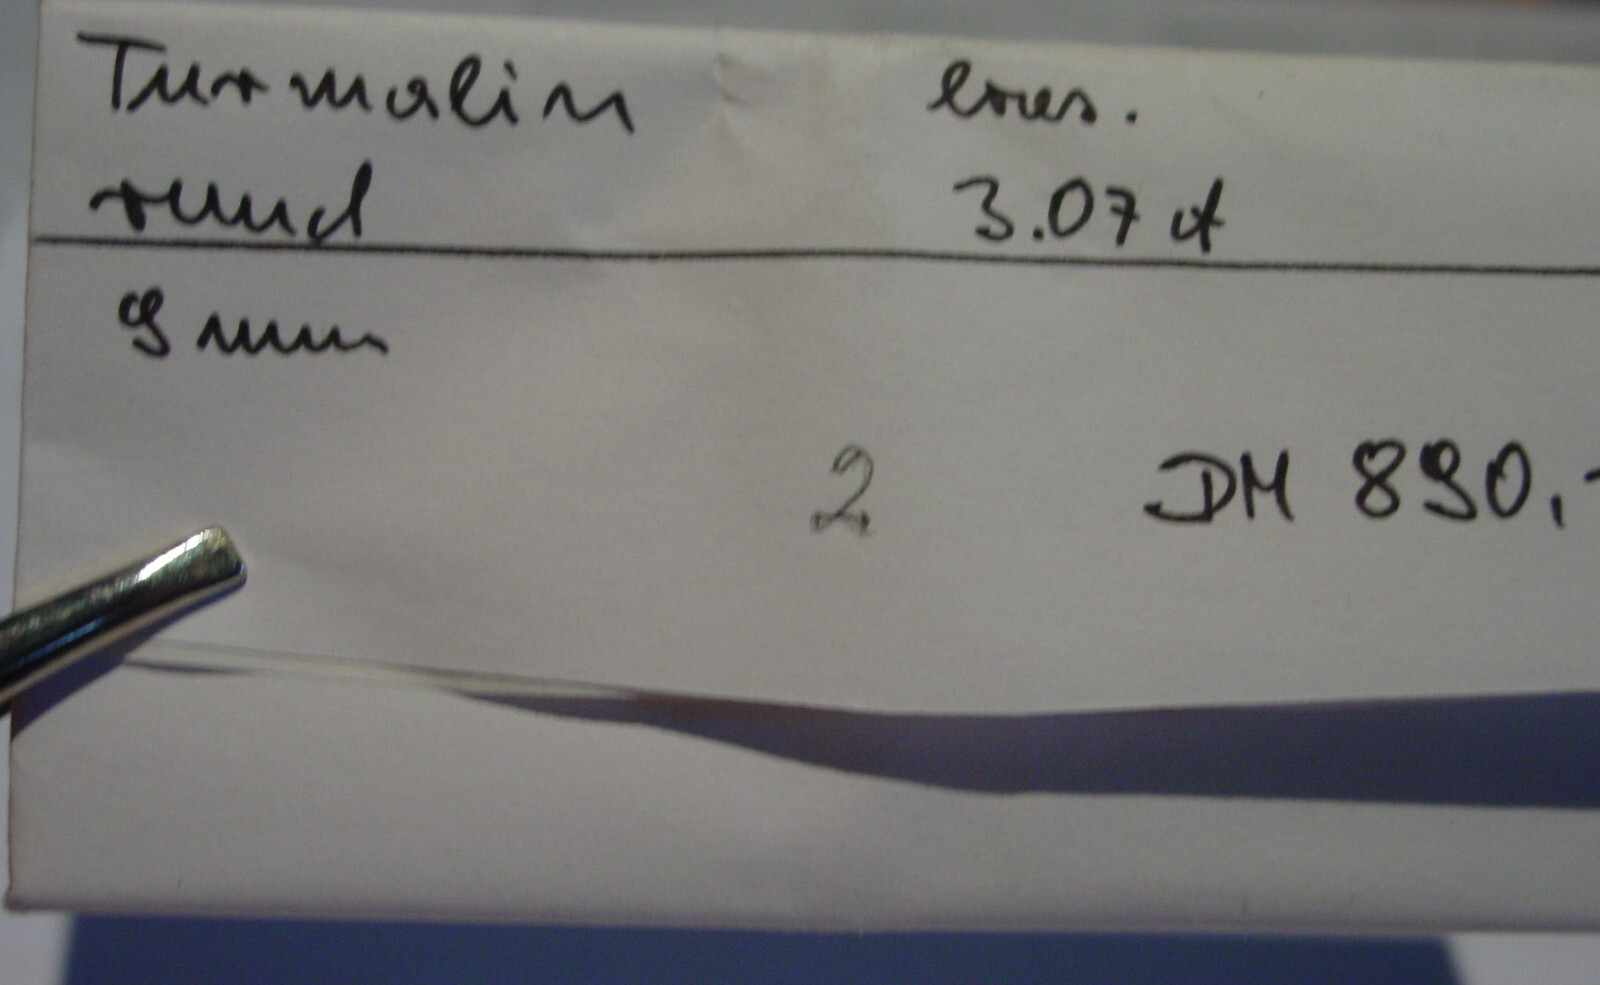 Turmalin
rund 3.07 ct
9 mm
2 DM 890,-